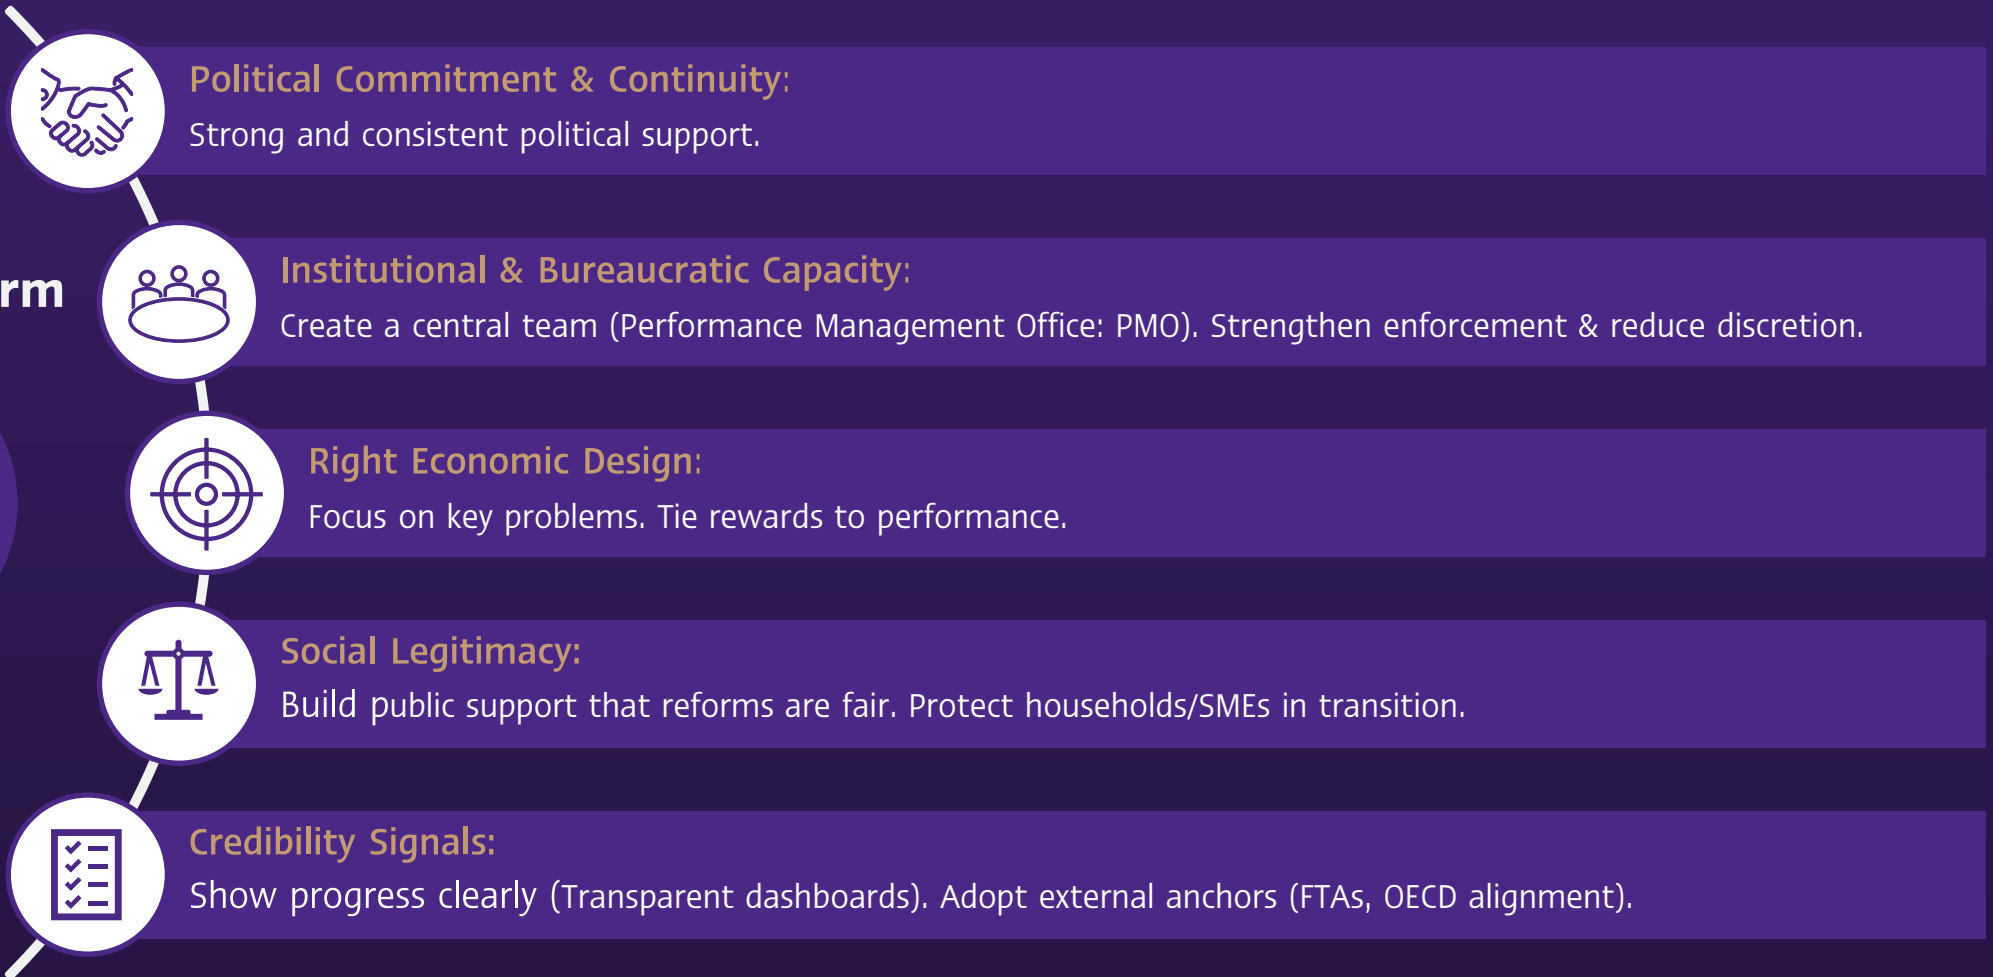 Political Commitment & Continuity:
Strong and consistent political support.
rm
Institutional & Bureaucratic Capacity:
Create a central team (Performance Management Office: PMO). Strengthen enforcement & reduce discretion.
Right Economic Design:
Focus on key problems. Tie rewards to performance.
Social Legitimacy:
Build public support that reforms are fair. Protect households/SMEs in transition.
Credibility Signals:
Show progress clearly (Transparent dashboards). Adopt external anchors (FTAs, OECD alignment).